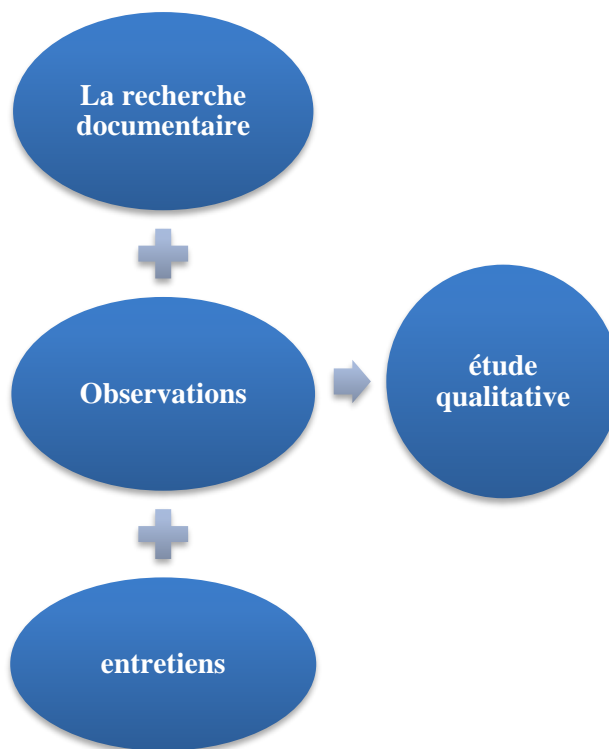 La recherche
documentaire
Observations
étude
qualitative
entretiens